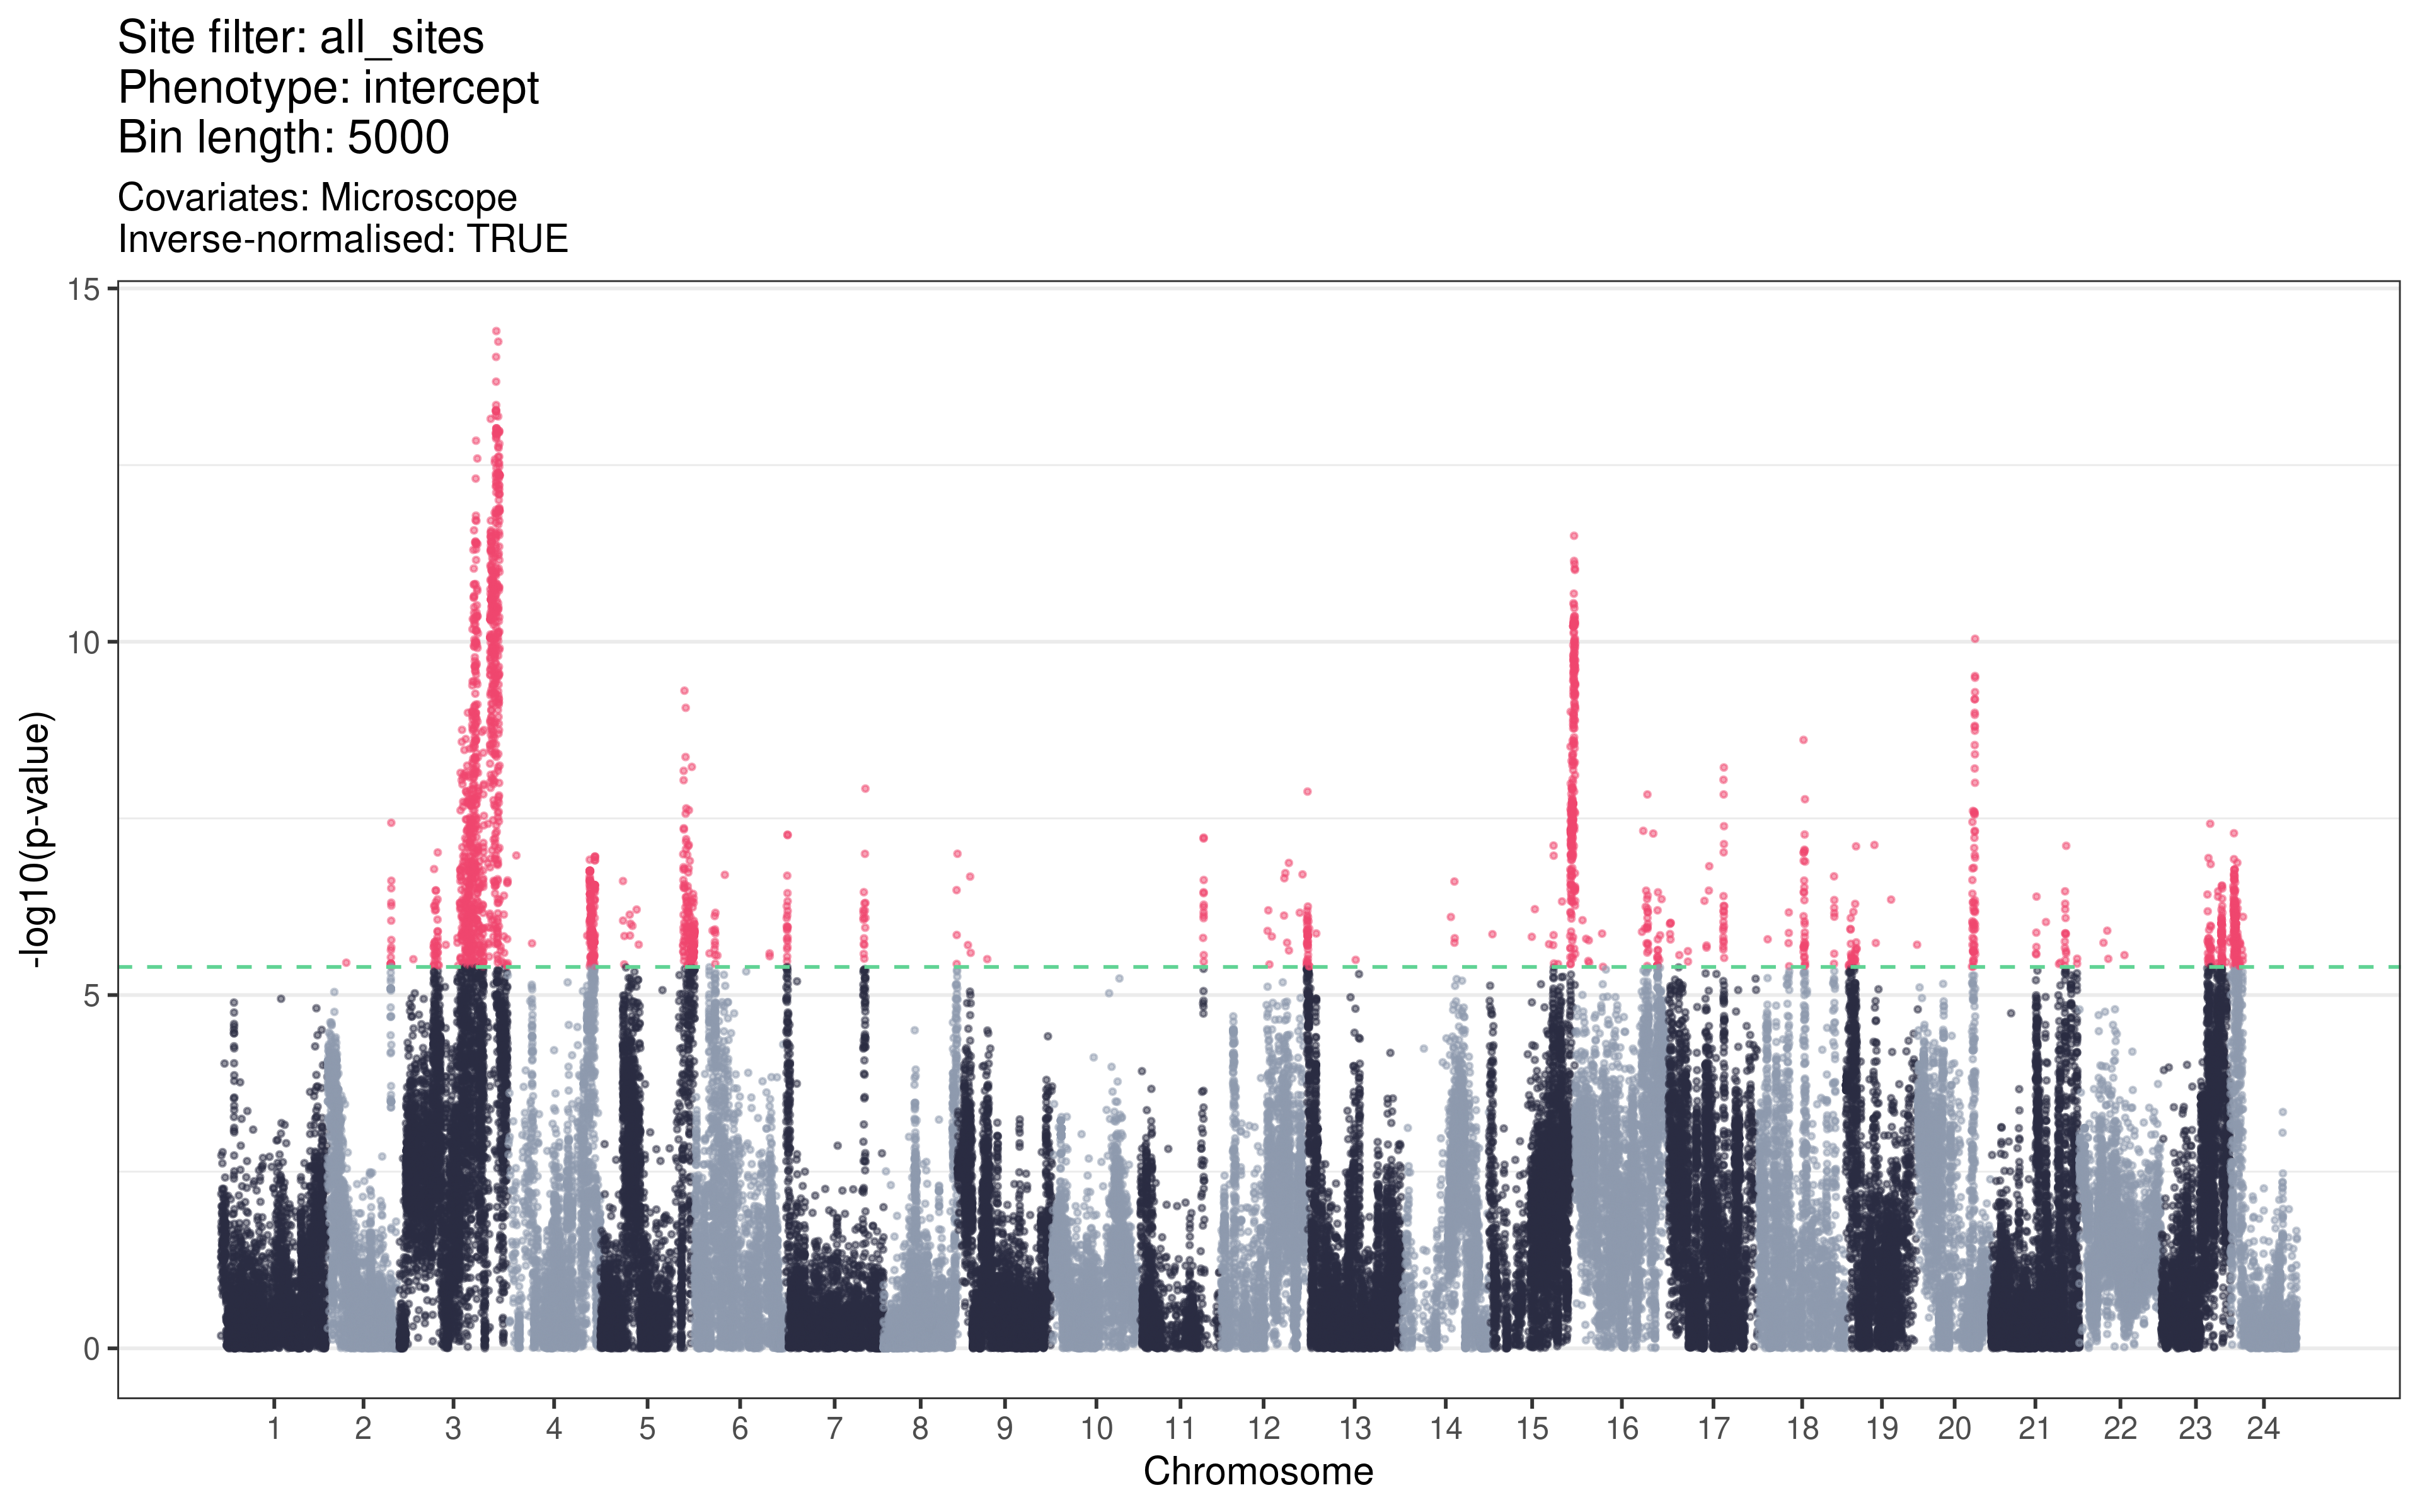 Site filter: all_sites
Phenotype: intercept
Bin length: 5000
Covariates: Microscope
Inverse-normalised: TRUE
15
10
5
0
-log10(p-value)
1 2 3 4 5 6 7 8 9 10 11 12 13 14 15 16 17 18 19 20 21 22 23 24
Chromosome